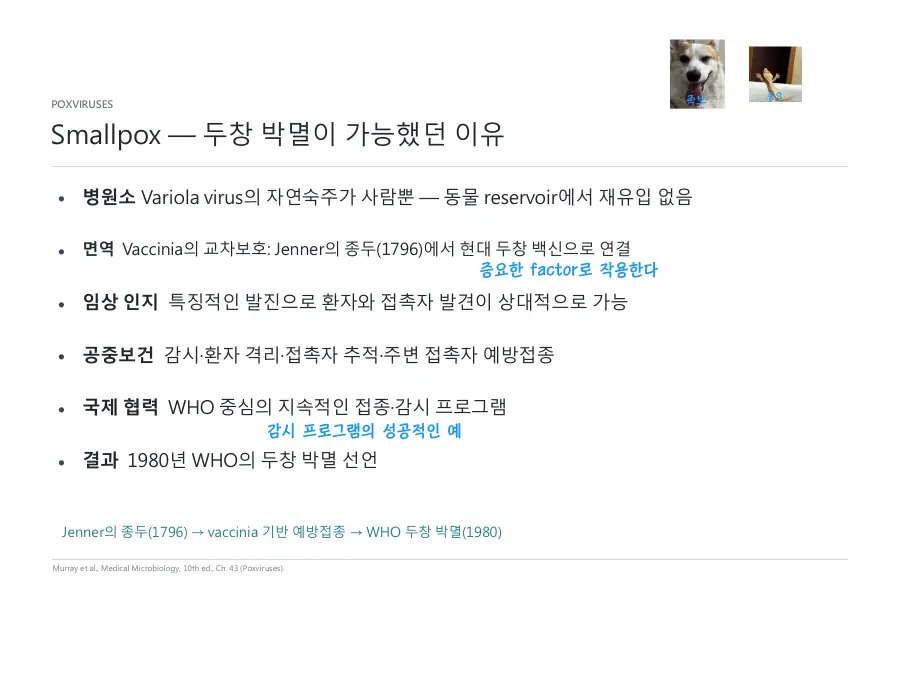 족보
중요
POXVIRUSES
Smallpox — 두창 박멸이 가능했던 이유
• 병원소 Variola virus의 자연숙주가 사람뿐 — 동물 reservoir에서 재유입 없음
• 면역 Vaccinia의 교차보호: Jenner의 종두(1796)에서 현대 두창 백신으로 연결
중요한 factor로 작용한다
• 임상 인지 특징적인 발진으로 환자와 접촉자 발견이 상대적으로 가능
• 공중보건 감시·환자 격리·접촉자 추적·주변 접촉자 예방접종
• 국제 협력 WHO 중심의 지속적인 접종·감시 프로그램
감시 프로그램의 성공적인 예
• 결과 1980년 WHO의 두창 박멸 선언
Jenner의 종두(1796) → vaccinia 기반 예방접종 → WHO 두창 박멸(1980)
Murray et al., Medical Microbiology, 10th ed., Ch. 43 (Poxviruses).